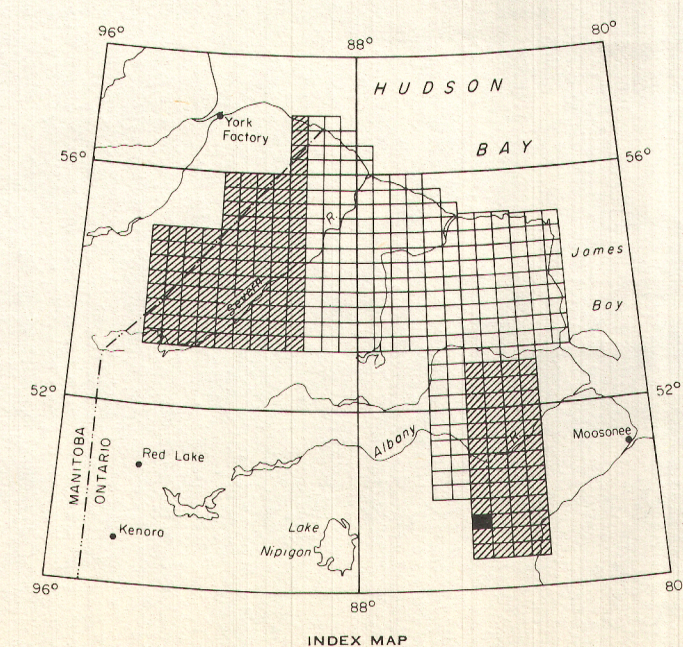 96°
88°
80°
HUDSON
York
Factory
BAY
56°
56°
R.
James
Severn
Bay
52°
52°
MANITOBA
ONTARIO
Red Lake
Albany
R.
Moosonee
Kenora
Lake
Nipigon
96°
88°
80
INDEX MAP